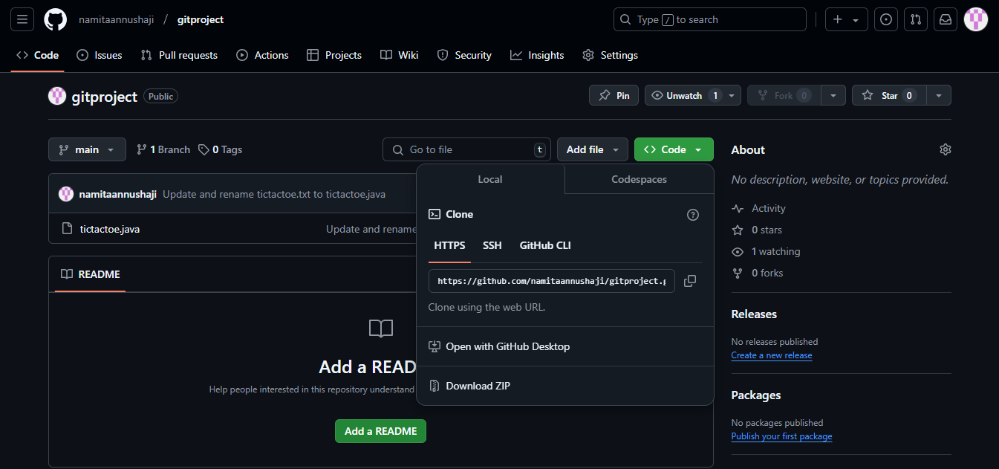 namitaannushaji / gitproject
Type / to search
Code Issues Pull requests Actions Projects Wiki Security Insights Settings
gitproject Public
Pin Unwatch 1 Fork 0 Star 0
main 1 Branch 0 Tags Go to file t Add file Code
namitaannushaji Update and rename tictactoe.txt to tictactoe.java
tictactoe.java Update and rename
README
Add a READ
Help people interested in this repository understand
Add a README
Local Codespaces
Clone
HTTPS SSH GitHub CLI
https://github.com/namitaannushaji/gitproject.g
Clone using the web URL.
Open with GitHub Desktop
Download ZIP
About
No description, website, or topics provided.
Activity
0 stars
1 watching
0 forks
Releases
No releases published
Create a new release
Packages
No packages published
Publish your first package